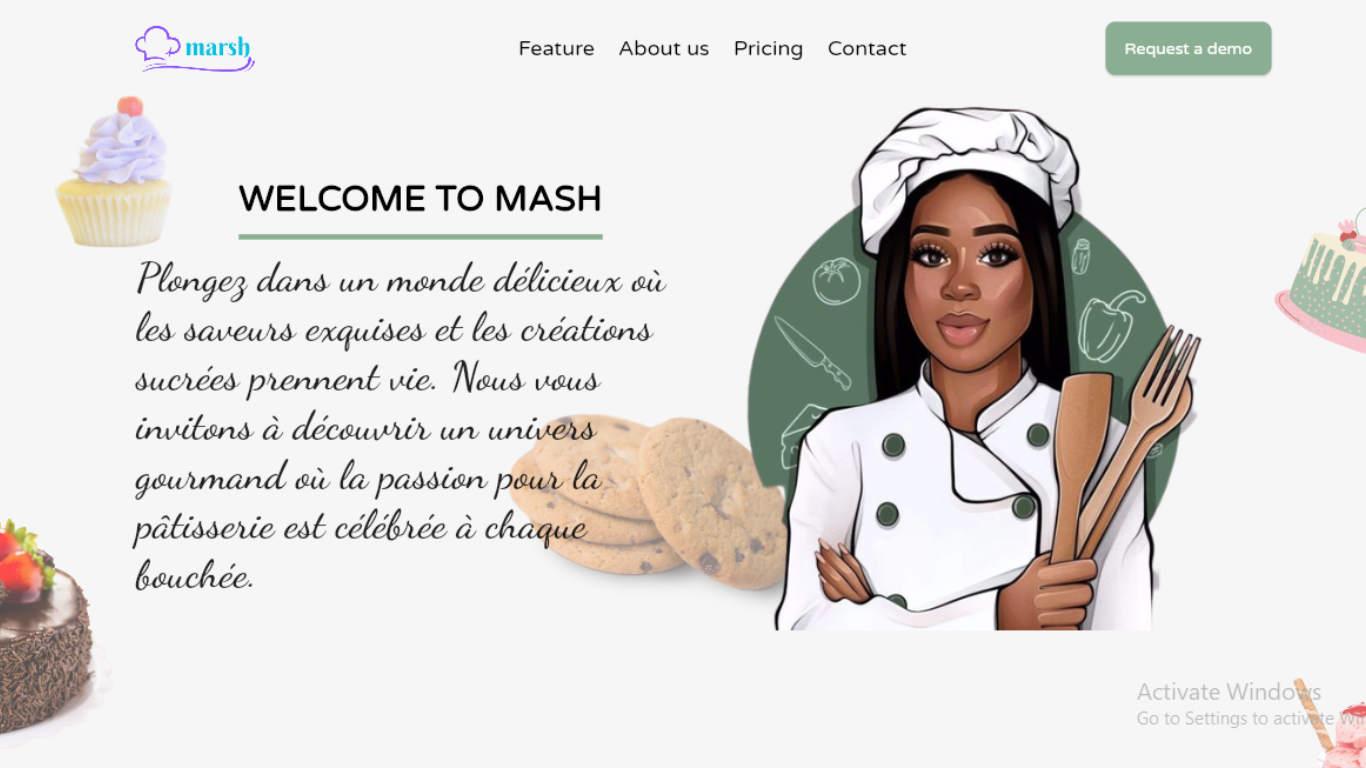 marsh
Feature
About us
Pricing
Contact
Request a demo
WELCOME TO MASH
Plongez dans un monde délicieux où
les saveurs exquises et les créations
sucrées prennent vie. Nous vous
invitons à découvrir un univers
gourmand où la passion pour la
pâtisserie est célébrée à chaque
bouchée.
Activate Windows
Go to Settings to activate